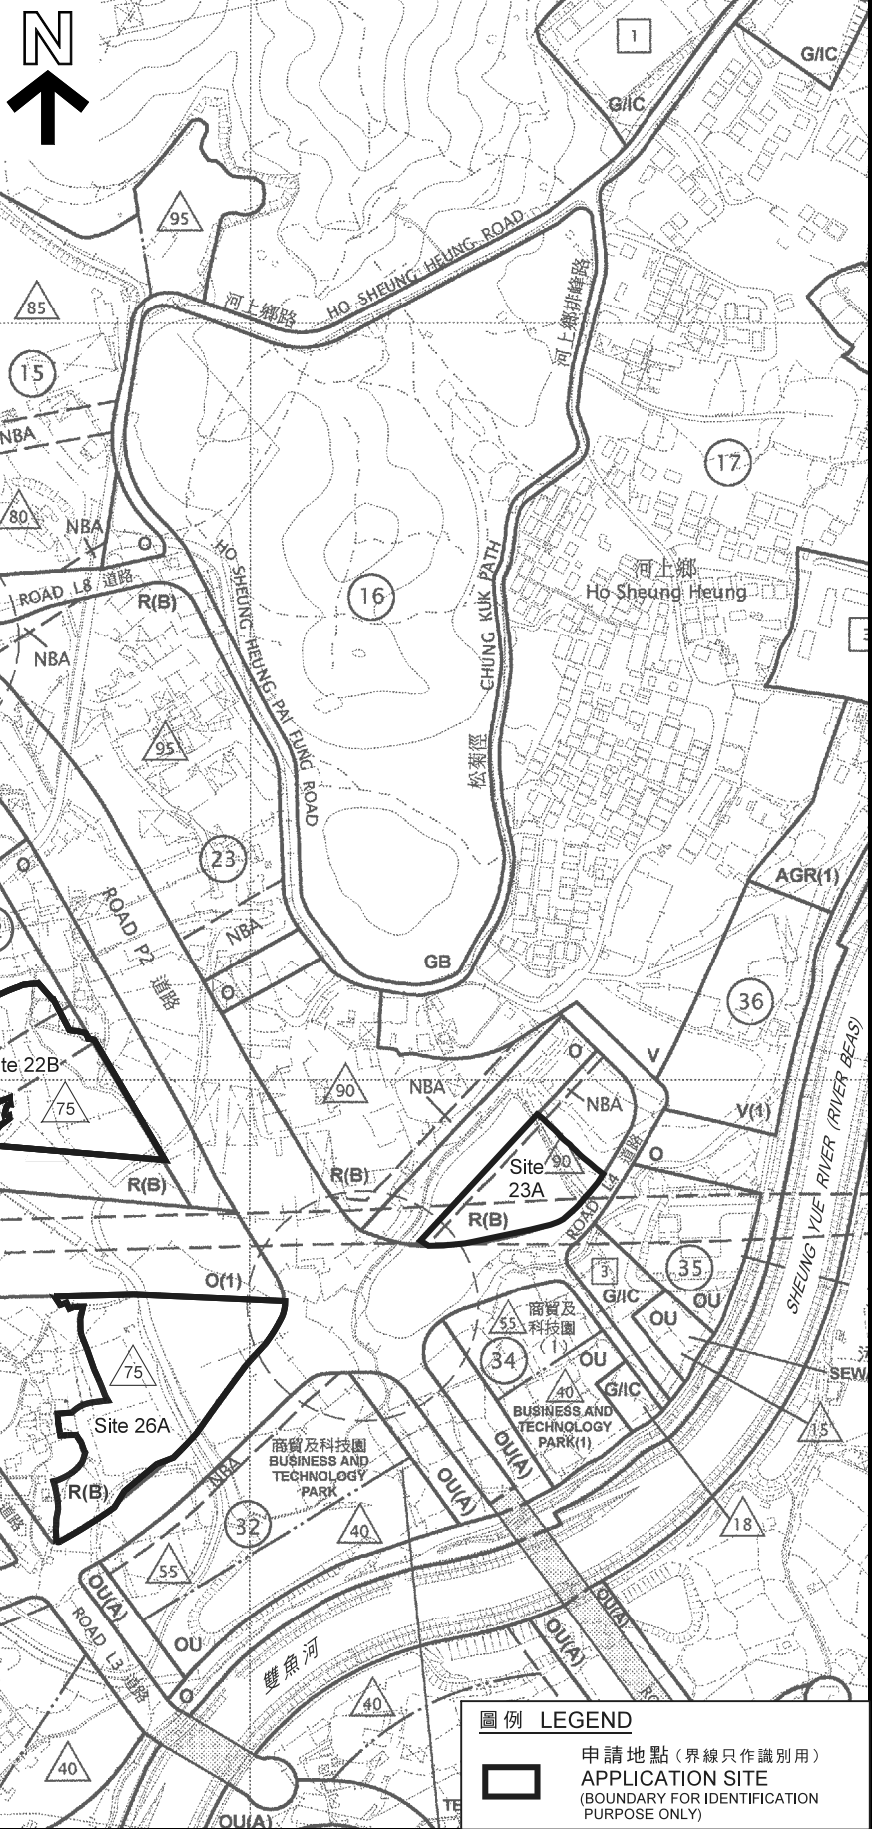 N
1
G/IC
G/IC
95
HO SHEUNG HEUNG ROAD
河上鄉路
河上鄉排峰路
85
15
NBA
17
80
NBA
O
HO SHEUNG HEUNG PAI FUNG ROAD
CHUNG KUK PATH
松菊徑
河上鄉
Ho Sheung Heung
ROAD L8 道路
R(B)
16
NBA
95
23
O
AGR(1)
ROAD P2 道路
NBA
GB
O
36
te 22B
75
90
NBA
O
V
NBA
V(1)
SHEUNG YUE RIVER (RIVER BEAS)
Site
23A
90
ROAD L4 道路
O
R(B)
R(B)
R(B)
O(1)
3
G/IC
35
OU
OU
55
商貿及
科技園
(1)
34
OU
G/IC
40
BUSINESS AND
TECHNOLOGY
PARK(1)
SEW
15
75
Site 26A
R(B)
商貿及科技園
BUSINESS AND
TECHNOLOGY
PARK
NBA
OU(A)
OU(A)
32
40
18
55
道路
OU(A)
ROAD L3 道路
OU
O
雙魚河
OU(A)
OU(A)
40
40
OU(A)
圖例 LEGEND
申請地點(界線只作識別用)
APPLICATION SITE
(BOUNDARY FOR IDENTIFICATION
PURPOSE ONLY)